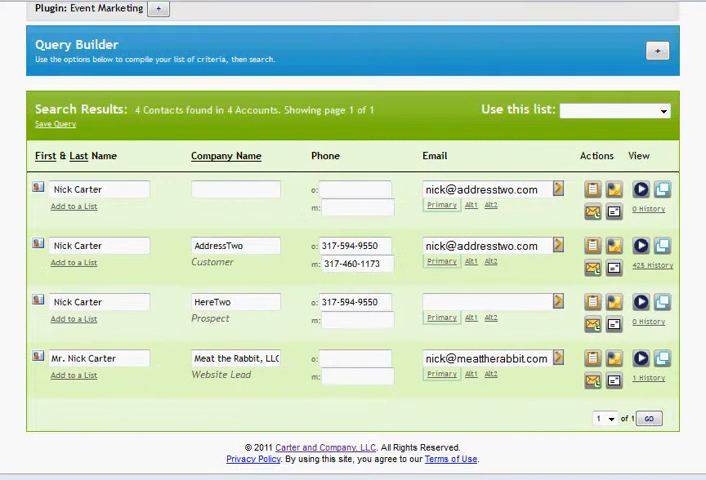 Plugin: Event Marketing +
Query Builder
Use the options below to compile your list of criteria, then search.
+
Search Results: 4 Contacts found in 4 Accounts. Showing page 1 of 1
Use this list:
Save Query
First & Last Name Company Name Phone Email Actions View
Nick Carter o: nick@addresstwo.com
Add to a List m: Primary Alt1 Alt2 0 History
Nick Carter AddressTwo o: 317-594-9550 nick@addresstwo.com
Add to a List Customer m: 317-460-1173 Primary Alt1 Alt2 428 History
Nick Carter HereTwo o: 317-594-9550
Add to a List Prospect m: Primary Alt1 Alt2 0 History
Mr. Nick Carter Meat the Rabbit, LLC o: nick@meattherabbit.com
Add to a List Website Lead m: Primary Alt1 Alt2 1 History
1 of 1 GO
© 2011 Carter and Company, LLC. All Rights Reserved.
Privacy Policy. By using this site, you agree to our Terms of Use.